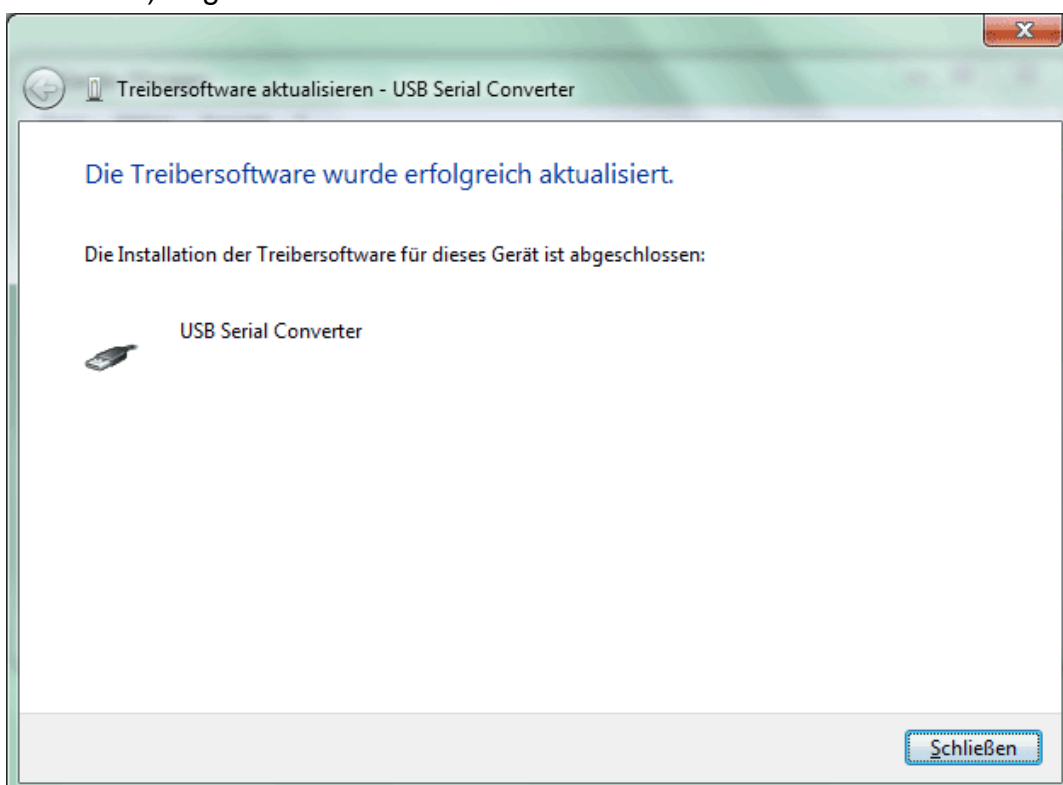 Treibersoftware aktualisieren - USB Serial Converter
Die Treibersoftware wurde erfolgreich aktualisiert.
Die Installation der Treibersoftware für dieses Gerät ist abgeschlossen:
USB Serial Converter
Schließen